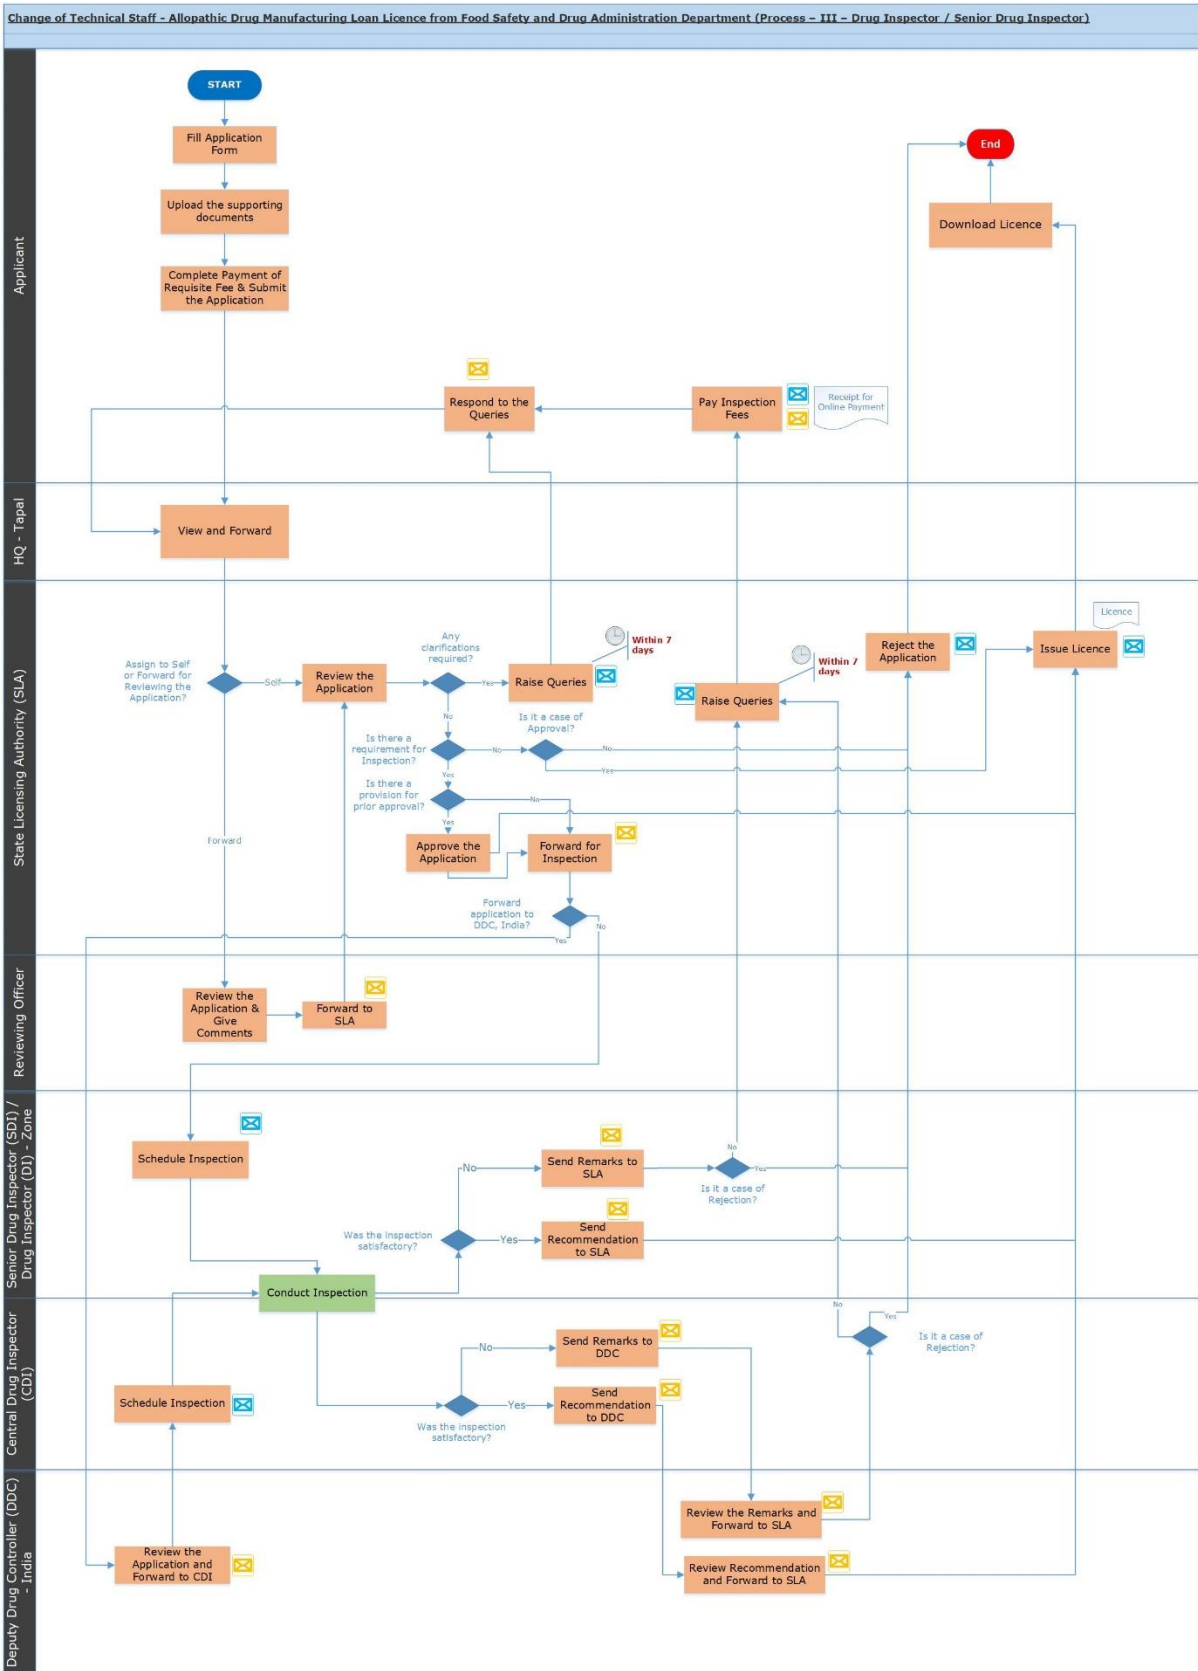 Change of Technical Staff - Allopathic Drug Manufacturing Loan Licence from Food Safety and Drug Administration Department (Process – III – Drug Inspector / Senior Drug Inspector)
Applicant
START
Fill Application
Form
Upload the supporting
documents
Complete Payment of
Requisite Fee & Submit
the Application
End
Download Licence
Respond to the
Queries
Pay Inspection
Fees
Receipt for
Online Payment
HQ - Tapal
View and Forward
State Licensing Authority (SLA)
Assign to Self
or Forward for
Reviewing the
Application?
Self
Forward
Review the
Application
Any
clarifications
required?
Yes
Raise Queries
Within 7
days
No
Is there a
requirement for
Inspection?
No
Is it a case of
Approval?
No
Yes
Yes
Is there a
provision for
prior approval?
No
Yes
Approve the
Application
Forward for
Inspection
Forward
application to
DDC, India?
Yes
No
Raise Queries
Within 7
days
Reject the
Application
Licence
Issue Licence
Reviewing Officer
Review the
Application &
Give
Comments
Forward to
SLA
Senior Drug Inspector (SDI) /
Drug Inspector (DI) - Zone
Schedule Inspection
Conduct Inspection
Was the inspection
satisfactory?
No
Send Remarks to
SLA
No
Yes
Is it a case of
Rejection?
Yes
Send
Recommendation
to SLA
Central Drug Inspector
(CDI)
Schedule Inspection
Was the inspection
satisfactory?
No
Send Remarks to
DDC
Yes
Send
Recommendation
to DDC
No
Yes
Is it a case of
Rejection?
Deputy Drug Controller (DDC)
- India
Review the
Application and
Forward to CDI
Review the Remarks and
Forward to SLA
Review Recommendation
and Forward to SLA